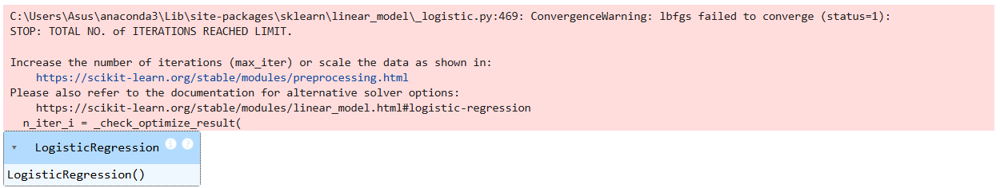 C:\Users\Asus\anaconda3\Lib\site-packages\sklearn\linear_model\_logistic.py:469: ConvergenceWarning: lbfgs failed to converge (status=1):
STOP: TOTAL NO. of ITERATIONS REACHED LIMIT.
Increase the number of iterations (max_iter) or scale the data as shown in:
https://scikit-learn.org/stable/modules/preprocessing.html
Please also refer to the documentation for alternative solver options:
https://scikit-learn.org/stable/modules/linear_model.html#logistic-regression
n_iter_i = _check_optimize_result(
▾ LogisticRegression i ?
LogisticRegression()